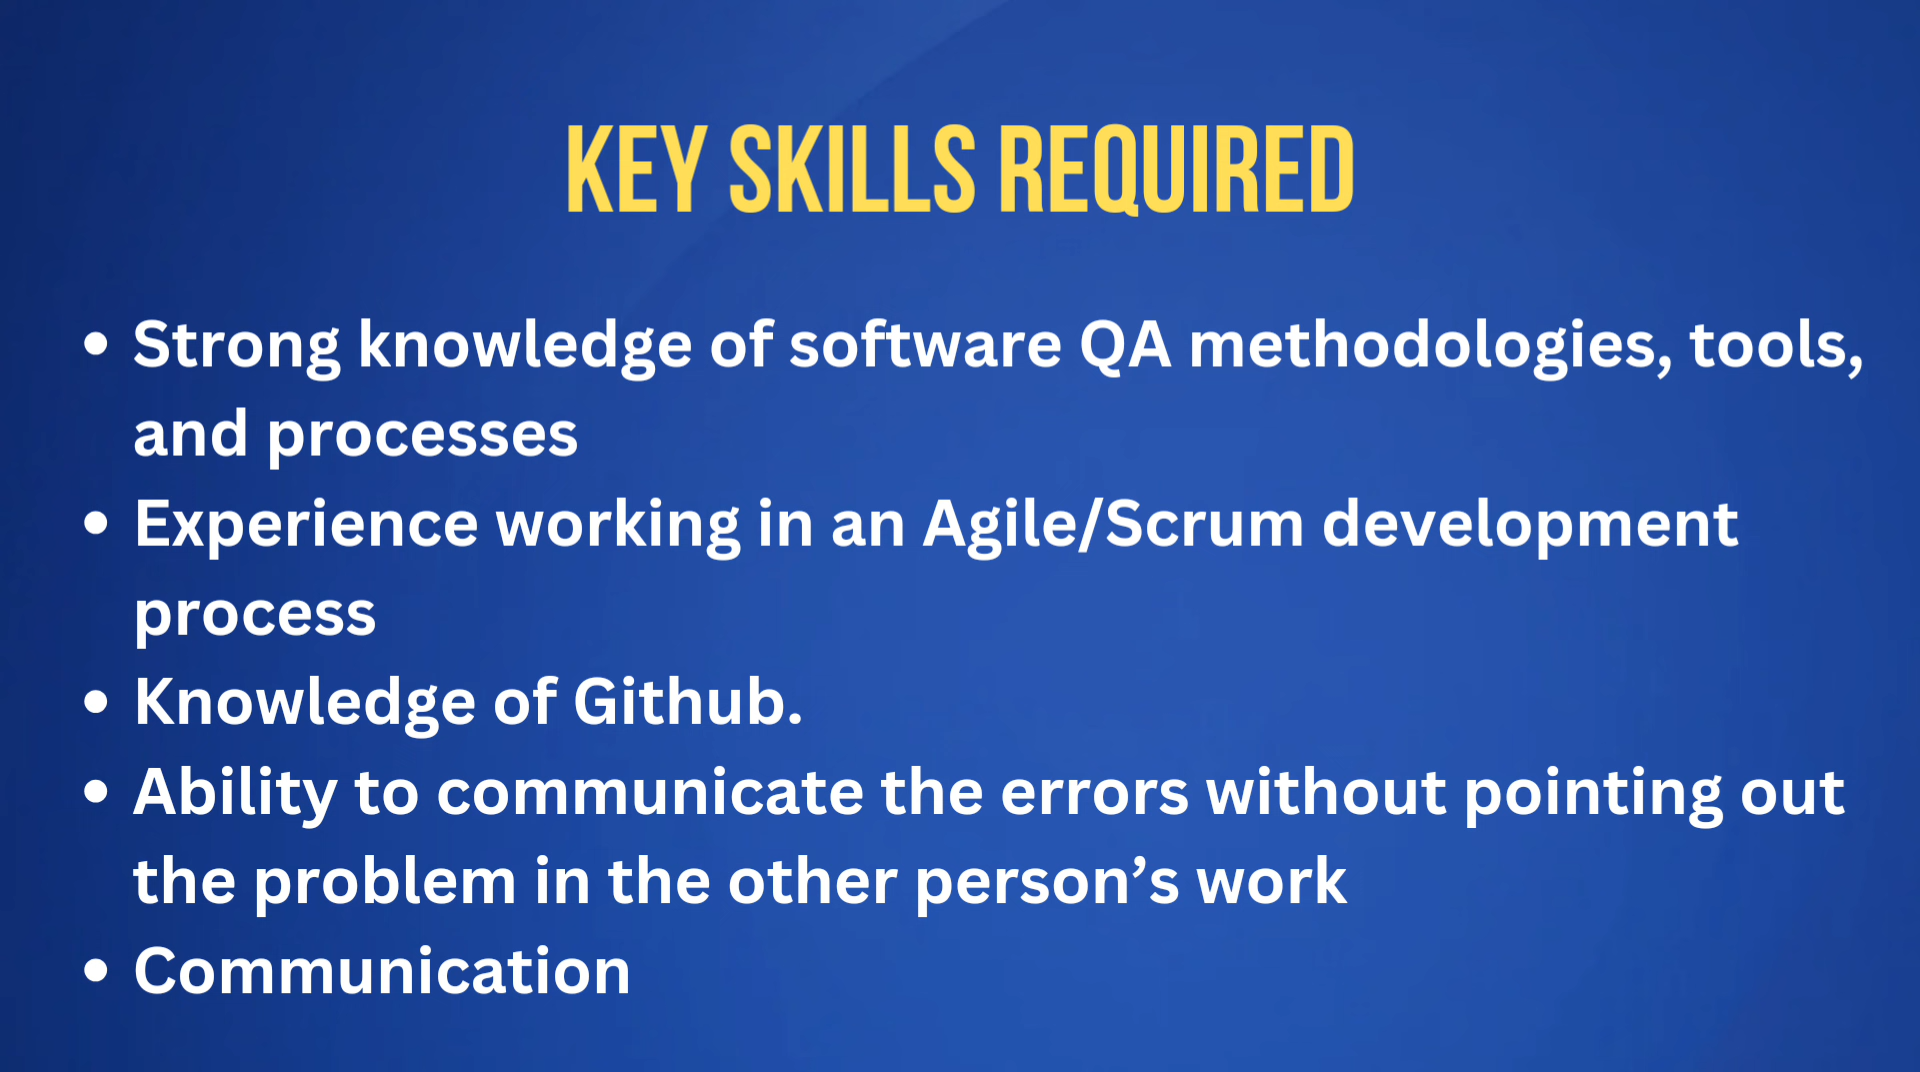 KEY SKILLS REQUIRED
• Strong knowledge of software QA methodologies, tools,
and processes
• Experience working in an Agile/Scrum development
process
• Knowledge of Github.
• Ability to communicate the errors without pointing out
the problem in the other person’s work
• Communication